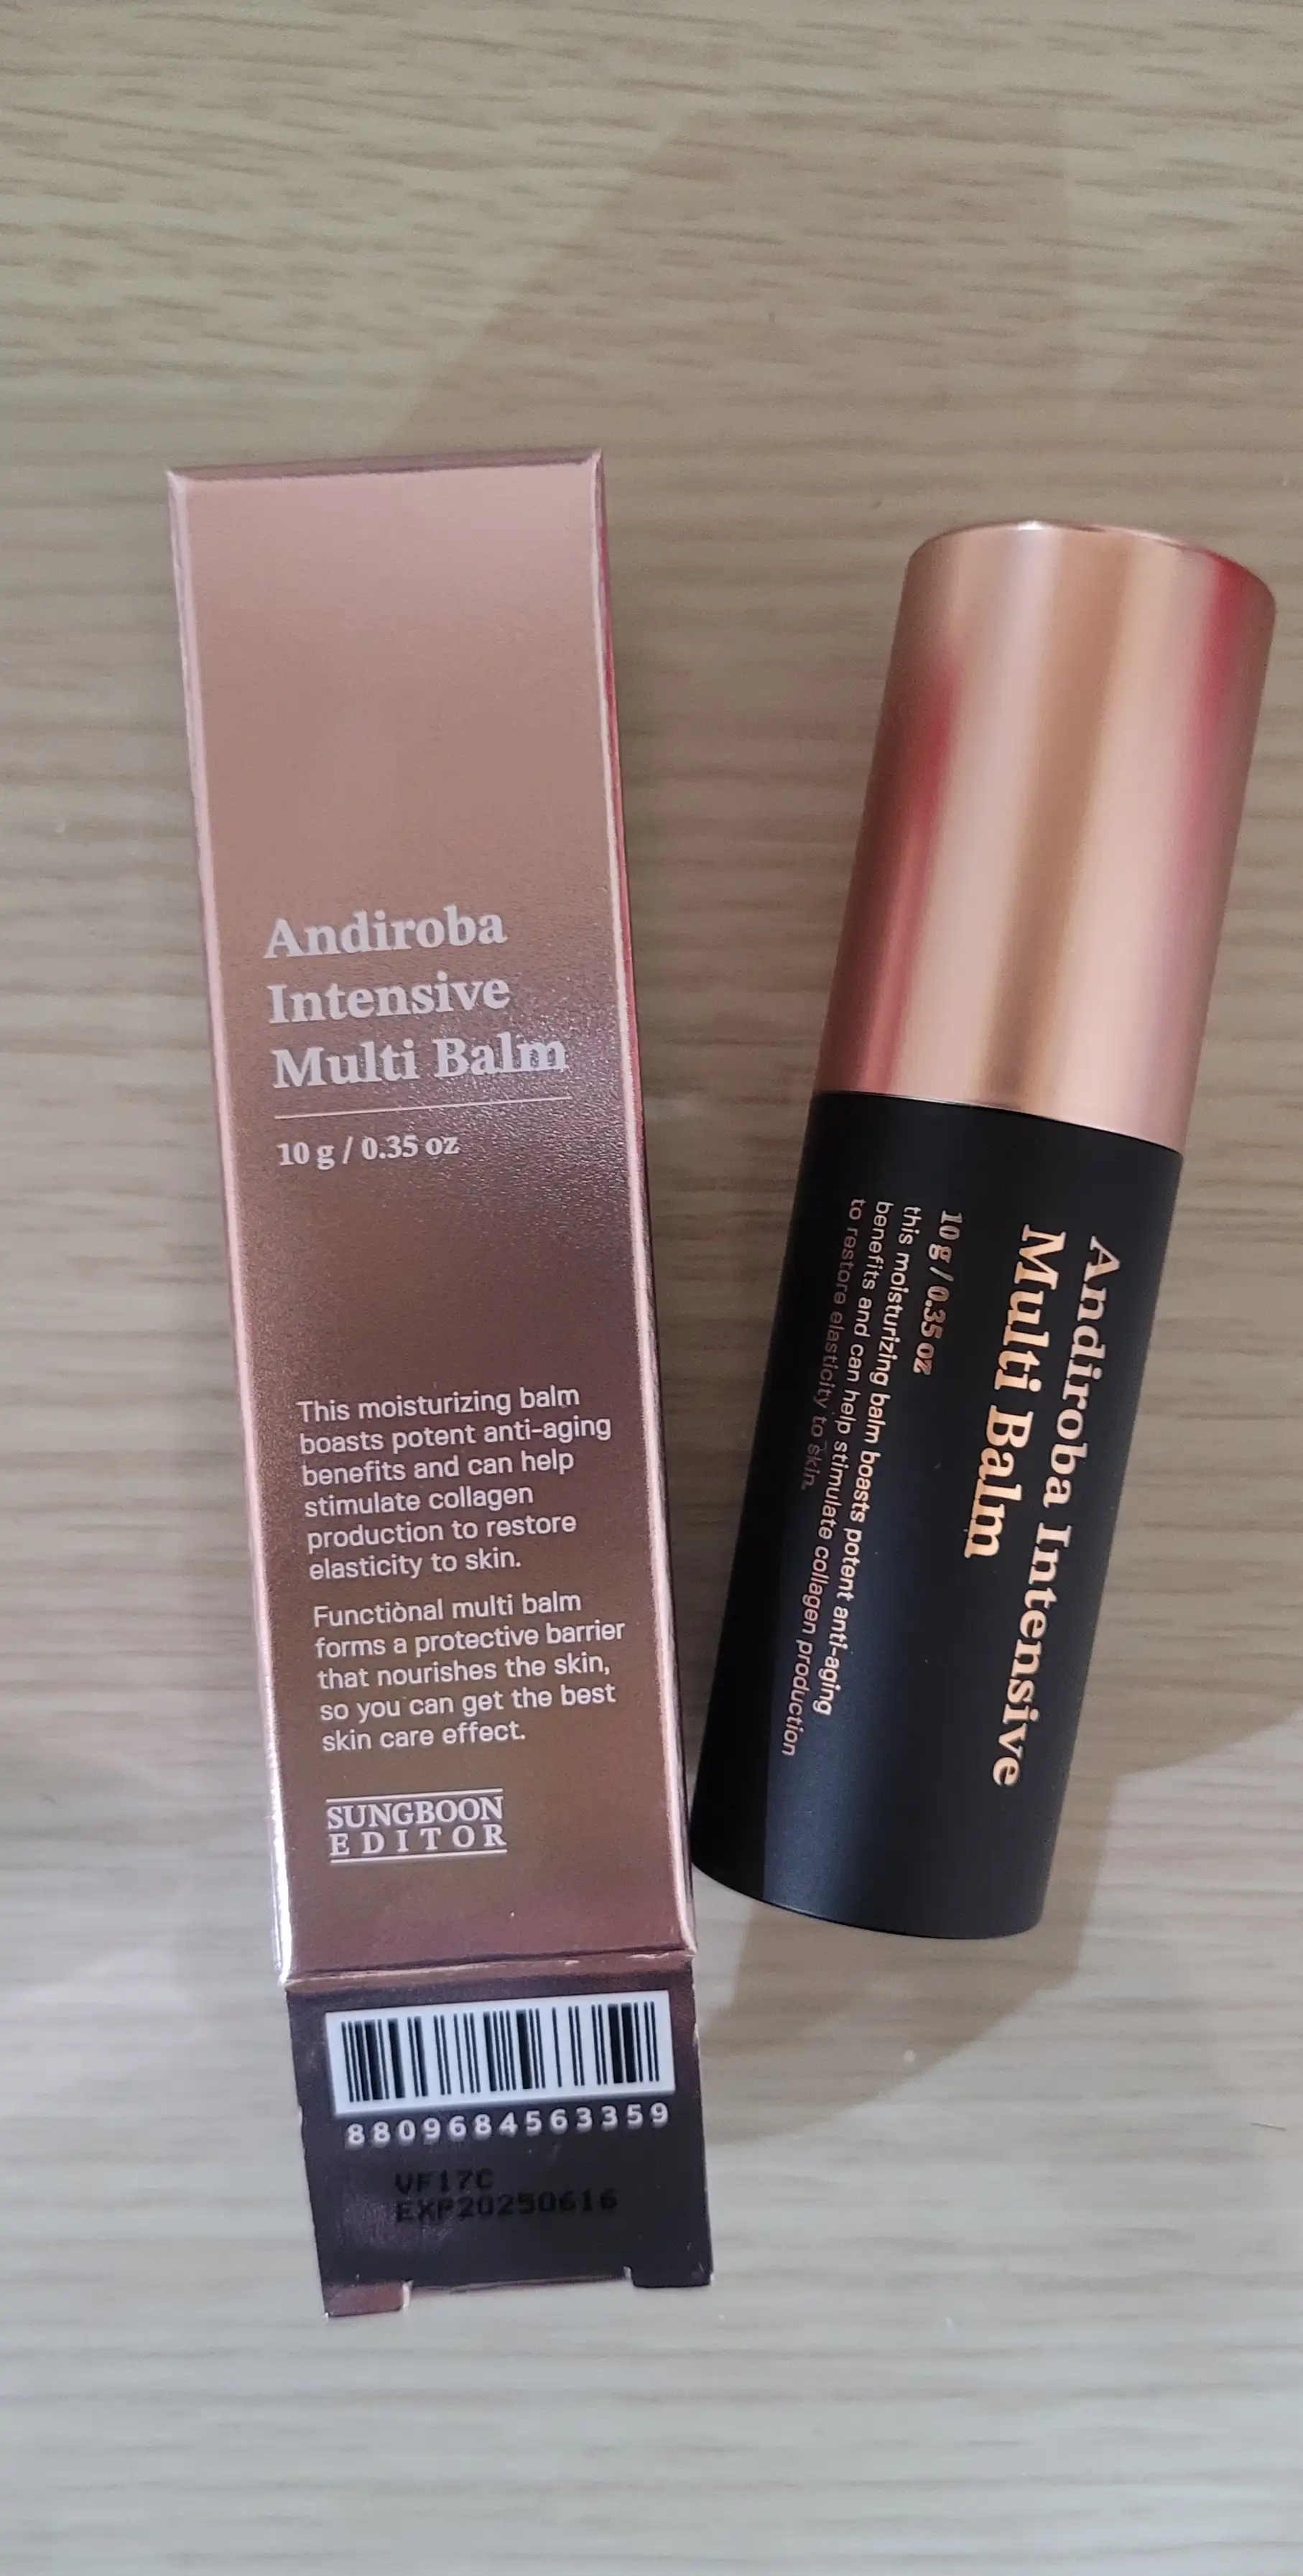 Andiroba
Intensive
Multi Balm
10 g / 0.35 oz
This moisturizing balm
boasts potent anti-aging
benefits and can help
stimulate collagen
production to restore
elasticity to skin.
Functional multi balm
forms a protective barrier
that nourishes the skin,
so you can get the best
skin care effect.
SUNGBOON
EDITOR
8809684563359
VF17C
EXP20250616
Andiroba Intensive
Multi Balm
10 g / 0.35 oz
this moisturizing balm boasts potent anti-aging
benefits and can help stimulate collagen production
to restore elasticity to skin.